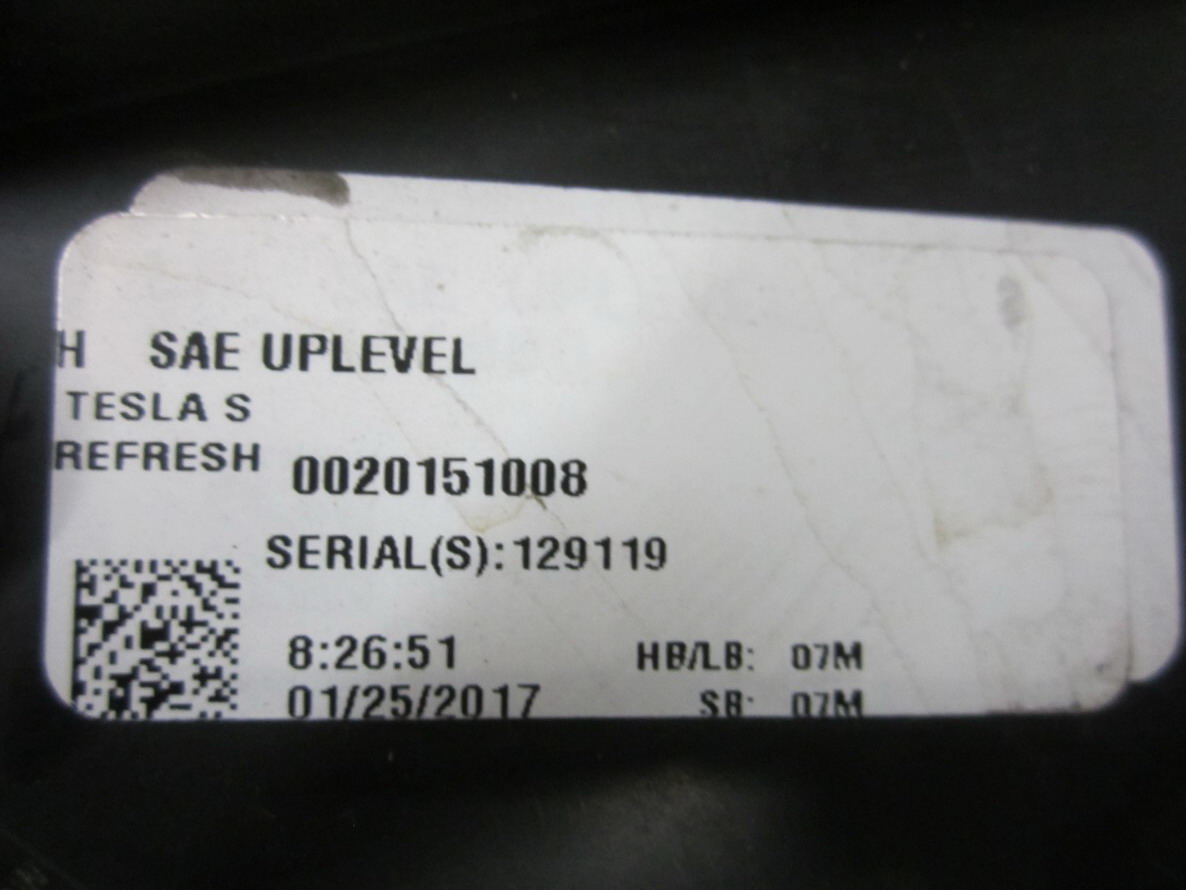 H SAE UPLEVEL
TESLA S
REFRESH 0020151008
SERIAL(S):129119
8:26:51 HB/LB: 07M
01/25/2017 SB: 07M